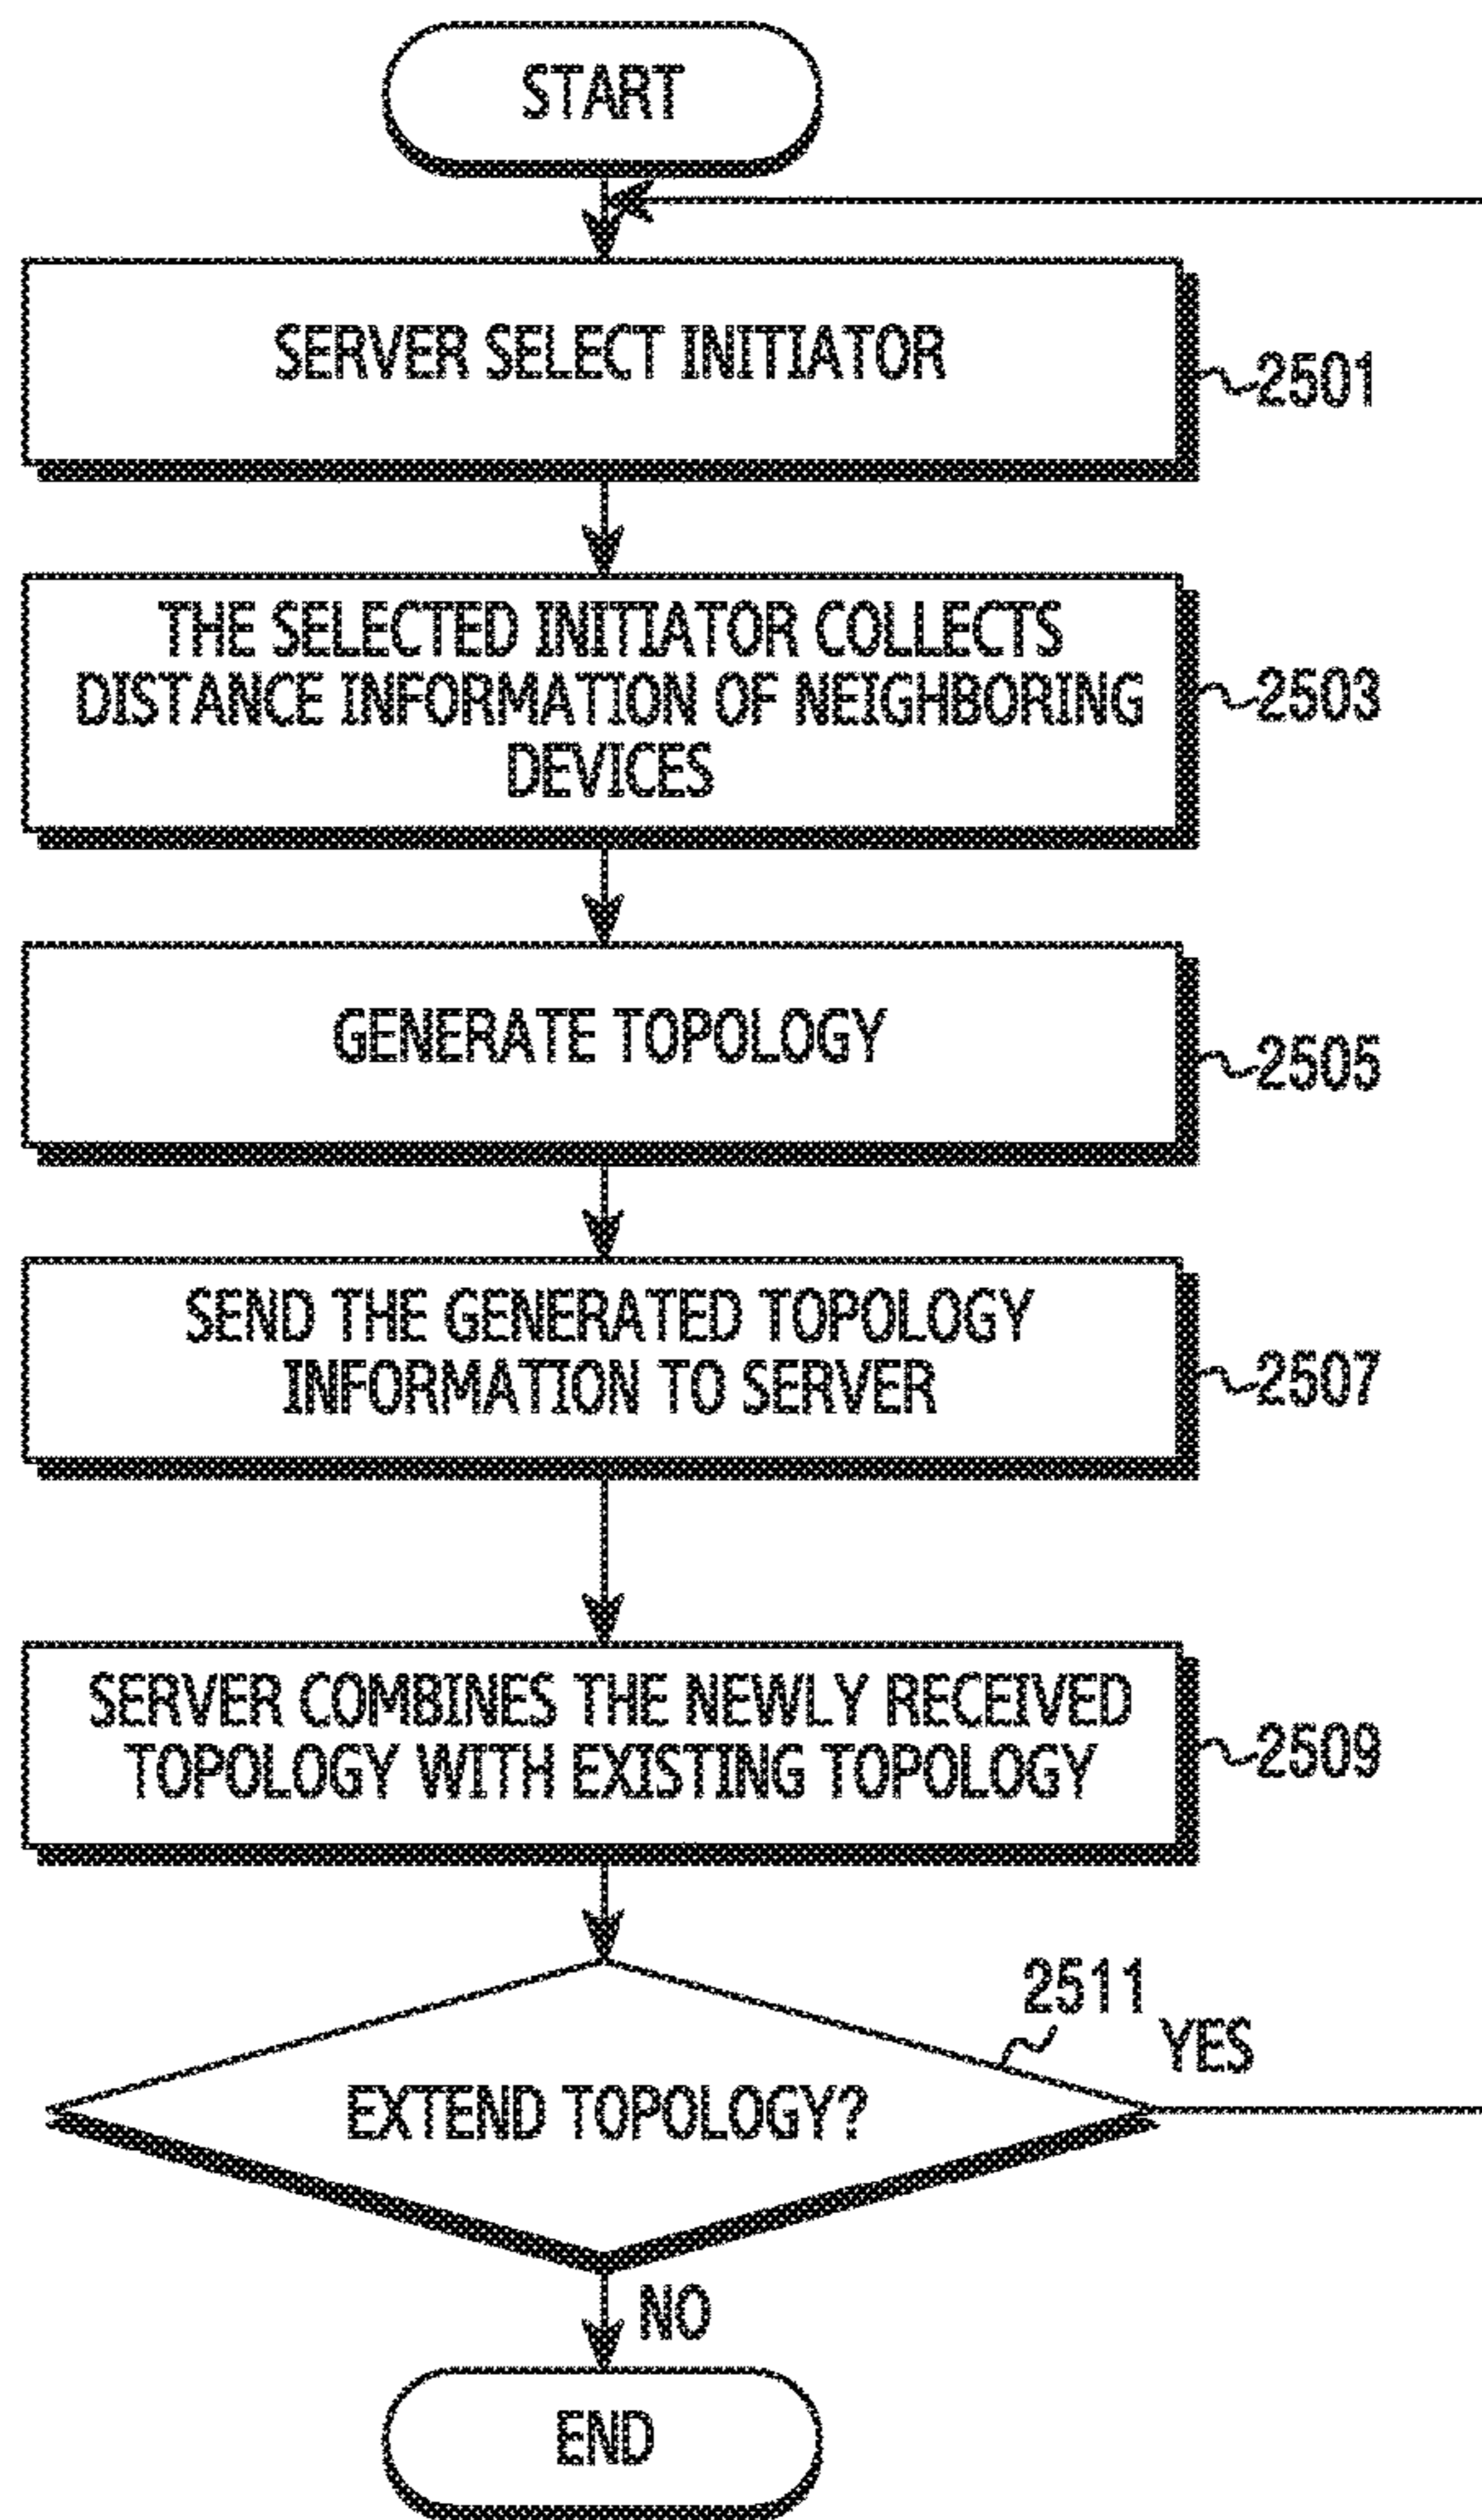 START
SERVER SELECT INITIATOR
2501
THE SELECTED INITIATOR COLLECTS
DISTANCE INFORMATION OF NEIGHBORING
DEVICES
2503
GENERATE TOPOLOGY
2505
SEND THE GENERATED TOPOLOGY
INFORMATION TO SERVER
2507
SERVER COMBINES THE NEWLY RECEIVED
TOPOLOGY WITH EXISTING TOPOLOGY
2509
2511
YES
EXTEND TOPOLOGY?
NO
END